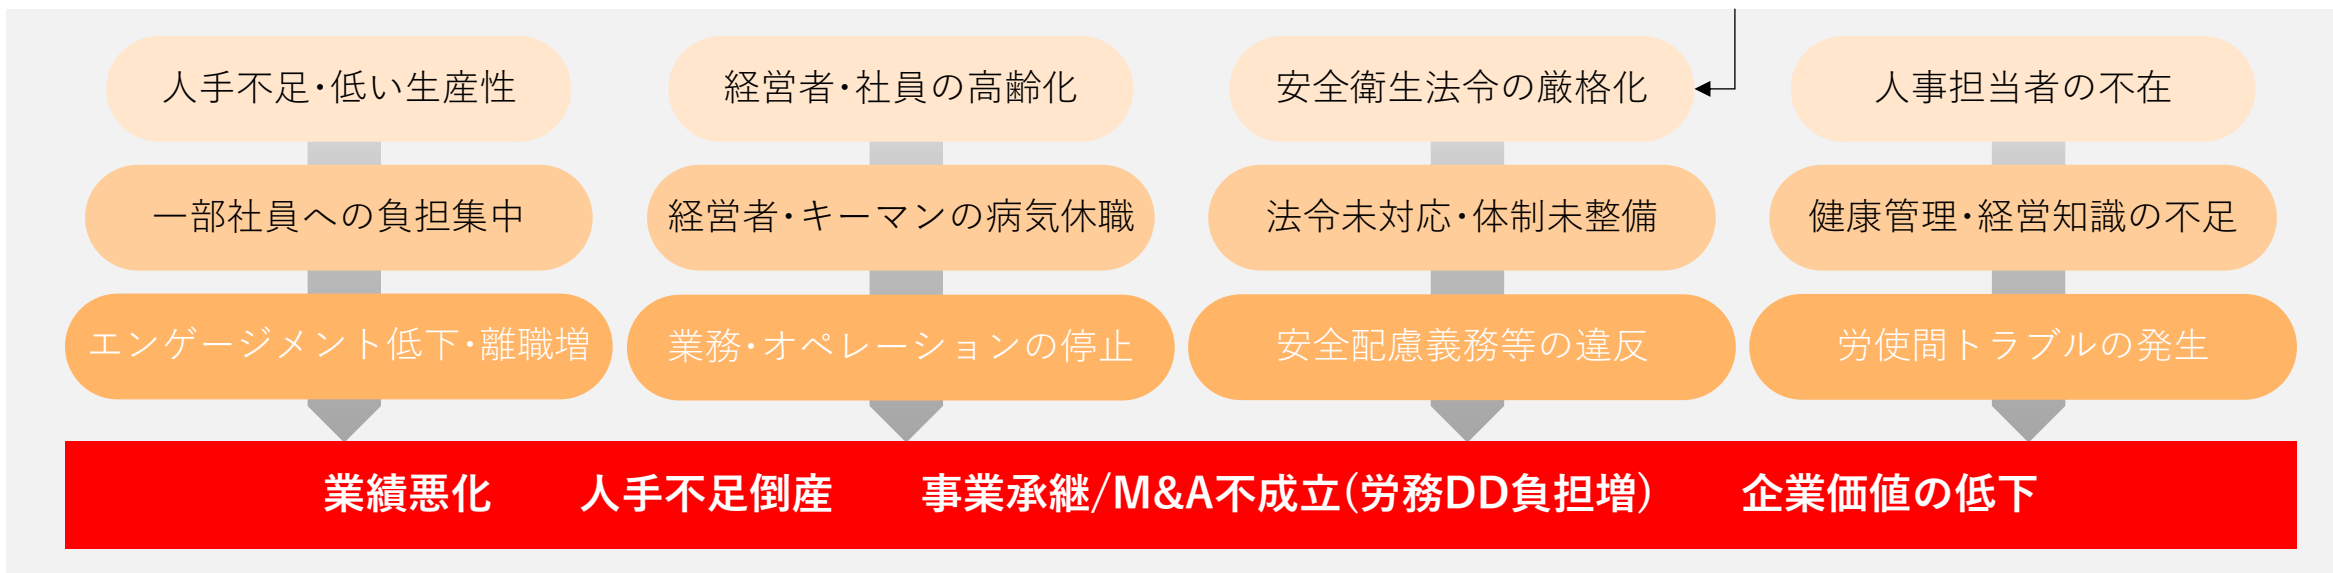 人手不足・低い生産性
経営者・社員の高齢化
安全衛生法令の厳格化
人事担当者の不在
一部社員への負担集中
経営者・キーマンの病気休職
法令未対応・体制未整備
健康管理・経営知識の不足
エンゲージメント低下・離職増
業務・オペレーションの停止
安全配慮義務等の違反
労使間トラブルの発生
業績悪化 人手不足倒産 事業承継/M&A不成立(労務DD負担増) 企業価値の低下